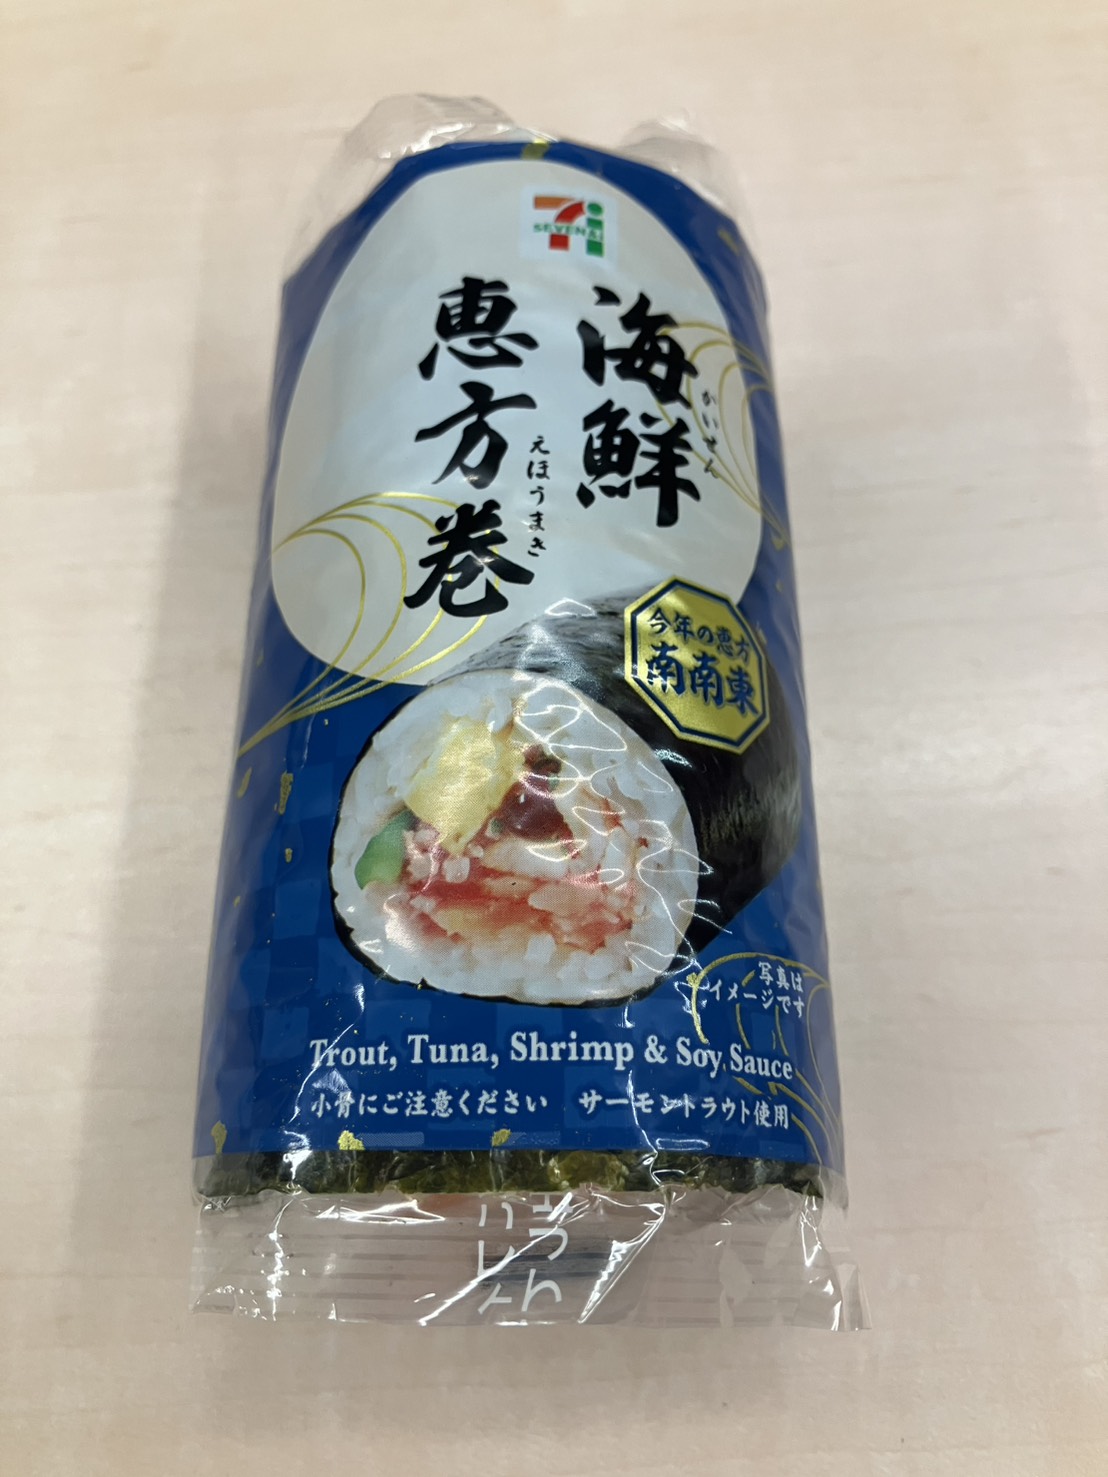 SEVEN&i
海鮮
かいせん
恵方巻
えほうまき
今年の恵方
南南東
写真は
イメージです
Trout, Tuna, Shrimp & Soy Sauce
小骨にご注意ください　サーモントラウト使用